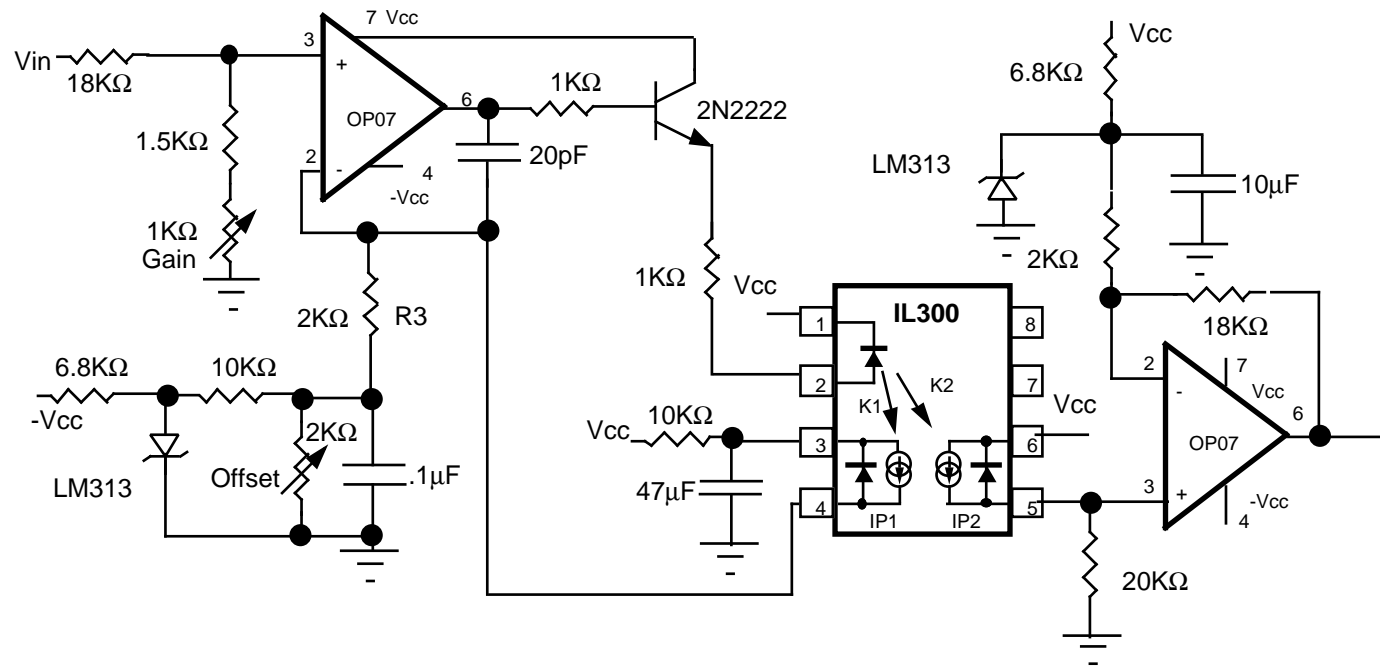 7 Vcc
Vcc
Vin
3
18KΩ
+
OP07
6
1KΩ
2N2222
6.8KΩ
1.5KΩ
2
-
4
-Vcc
20pF
LM313
10µF
1KΩ
Gain
2KΩ
1KΩ
Vcc
2KΩ
R3
IL300
1
8
18KΩ
6.8KΩ
10KΩ
-Vcc
2
7
K1
K2
2
-
7
Vcc
6
OP07
2KΩ
Offset
LM313
.1µF
10KΩ
Vcc
3
6
Vcc
47µF
4
5
IP1
IP2
3
+
-Vcc
4
20KΩ